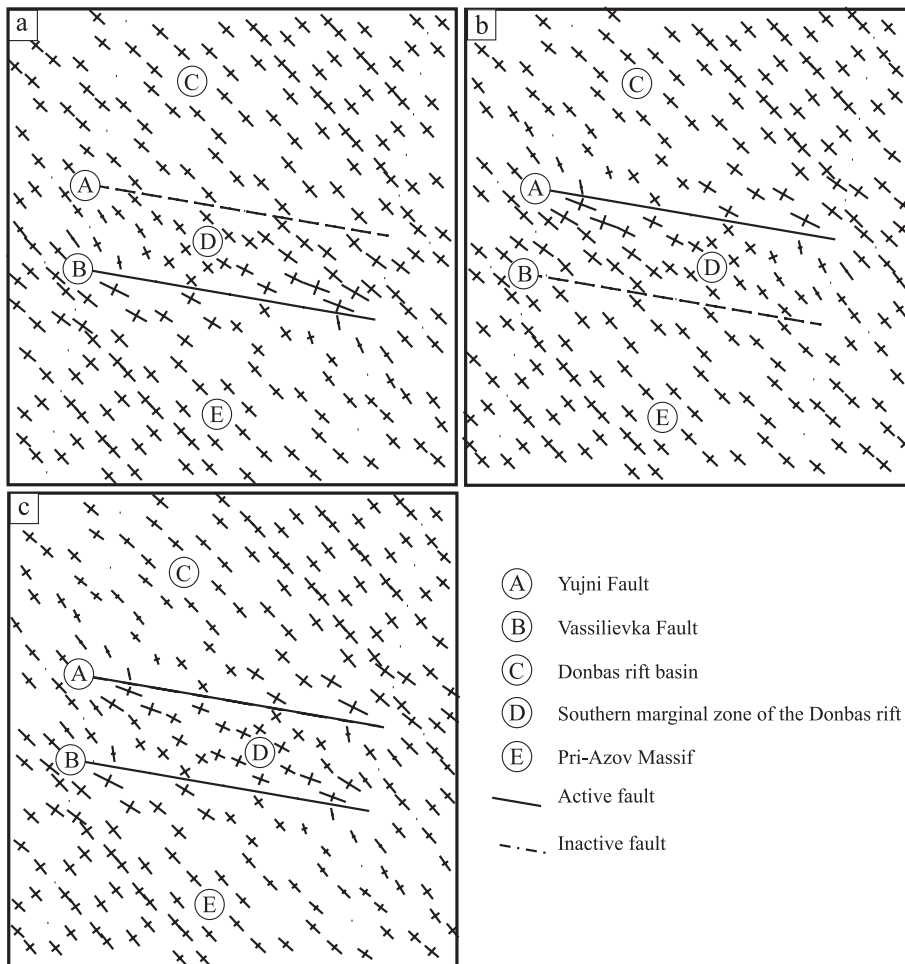 a
C
A
D
B
E
b
C
A
D
B
E
c
C
A
D
B
E
A Yujni Fault
B Vassilievka Fault
C Donbas rift basin
D Southern marginal zone of the Donbas rift
E Pri-Azov Massif
Active fault
Inactive fault